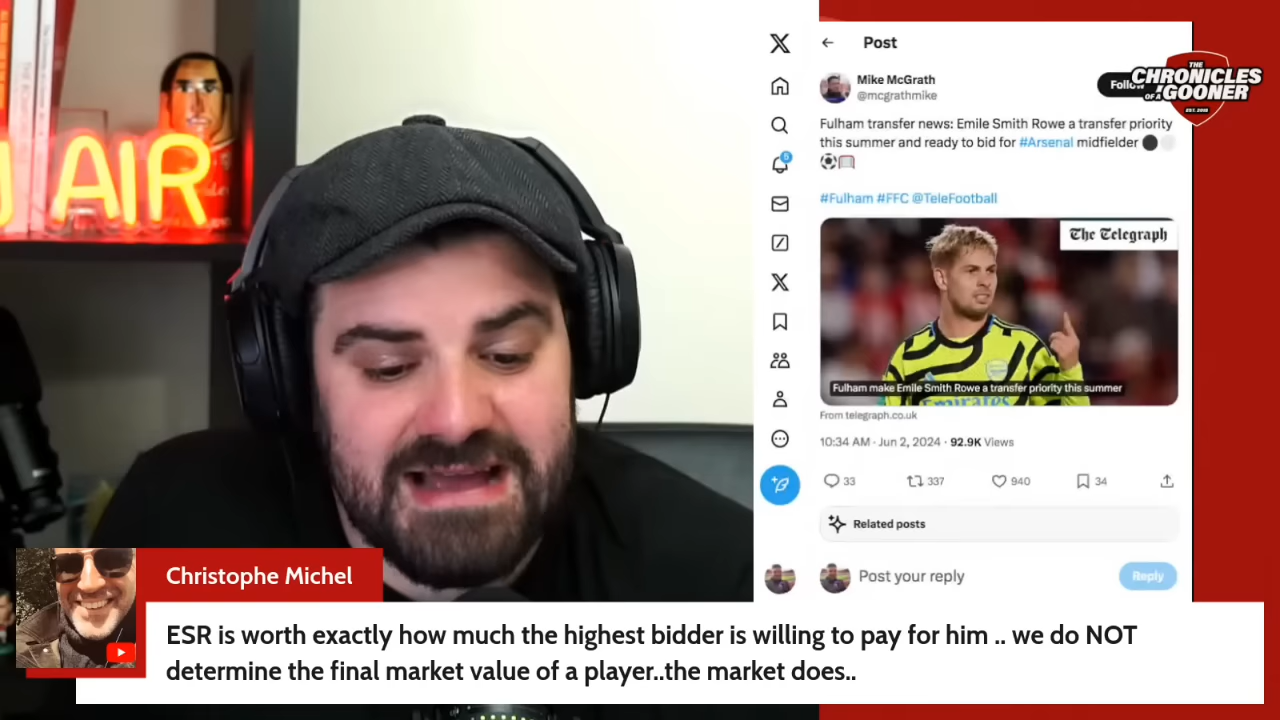 AIR
Post
Mike McGrath
@mcgrathmike
THE
CHRONICLES
OF A GOONER
Fulham transfer news: Emile Smith Rowe a transfer priority
this summer and ready to bid for #Arsenal midfielder
#Fulham #FFC @TeleFootball
The Telegraph
Fulham make Emile Smith Rowe a transfer priority this summer
From telegraph.co.uk
10:34 AM · Jun 2, 2024 · 92.9K Views
33 337 940 34
Related posts
Post your reply
Reply
Christophe Michel
ESR is worth exactly how much the highest bidder is willing to pay for him .. we do NOT
determine the final market value of a player..the market does..